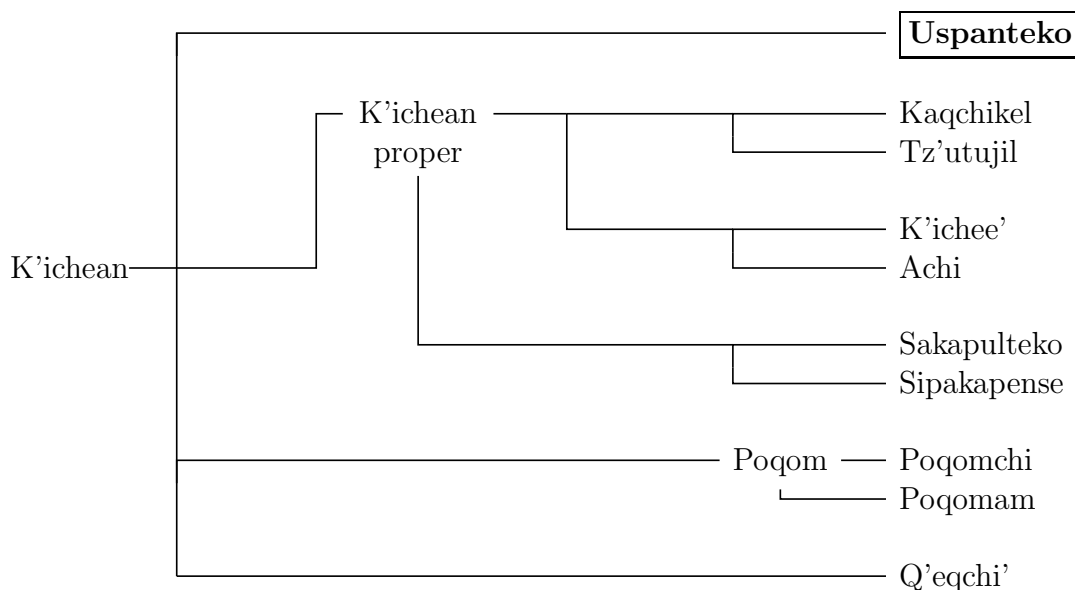 Uspanteko
K’ichean
proper
Kaqchikel
Tz’utujil
K’ichee’
Achi
K’ichean
Sakapulteko
Sipakapense
Poqom
Poqomchi
Poqomam
Q’eqchi’